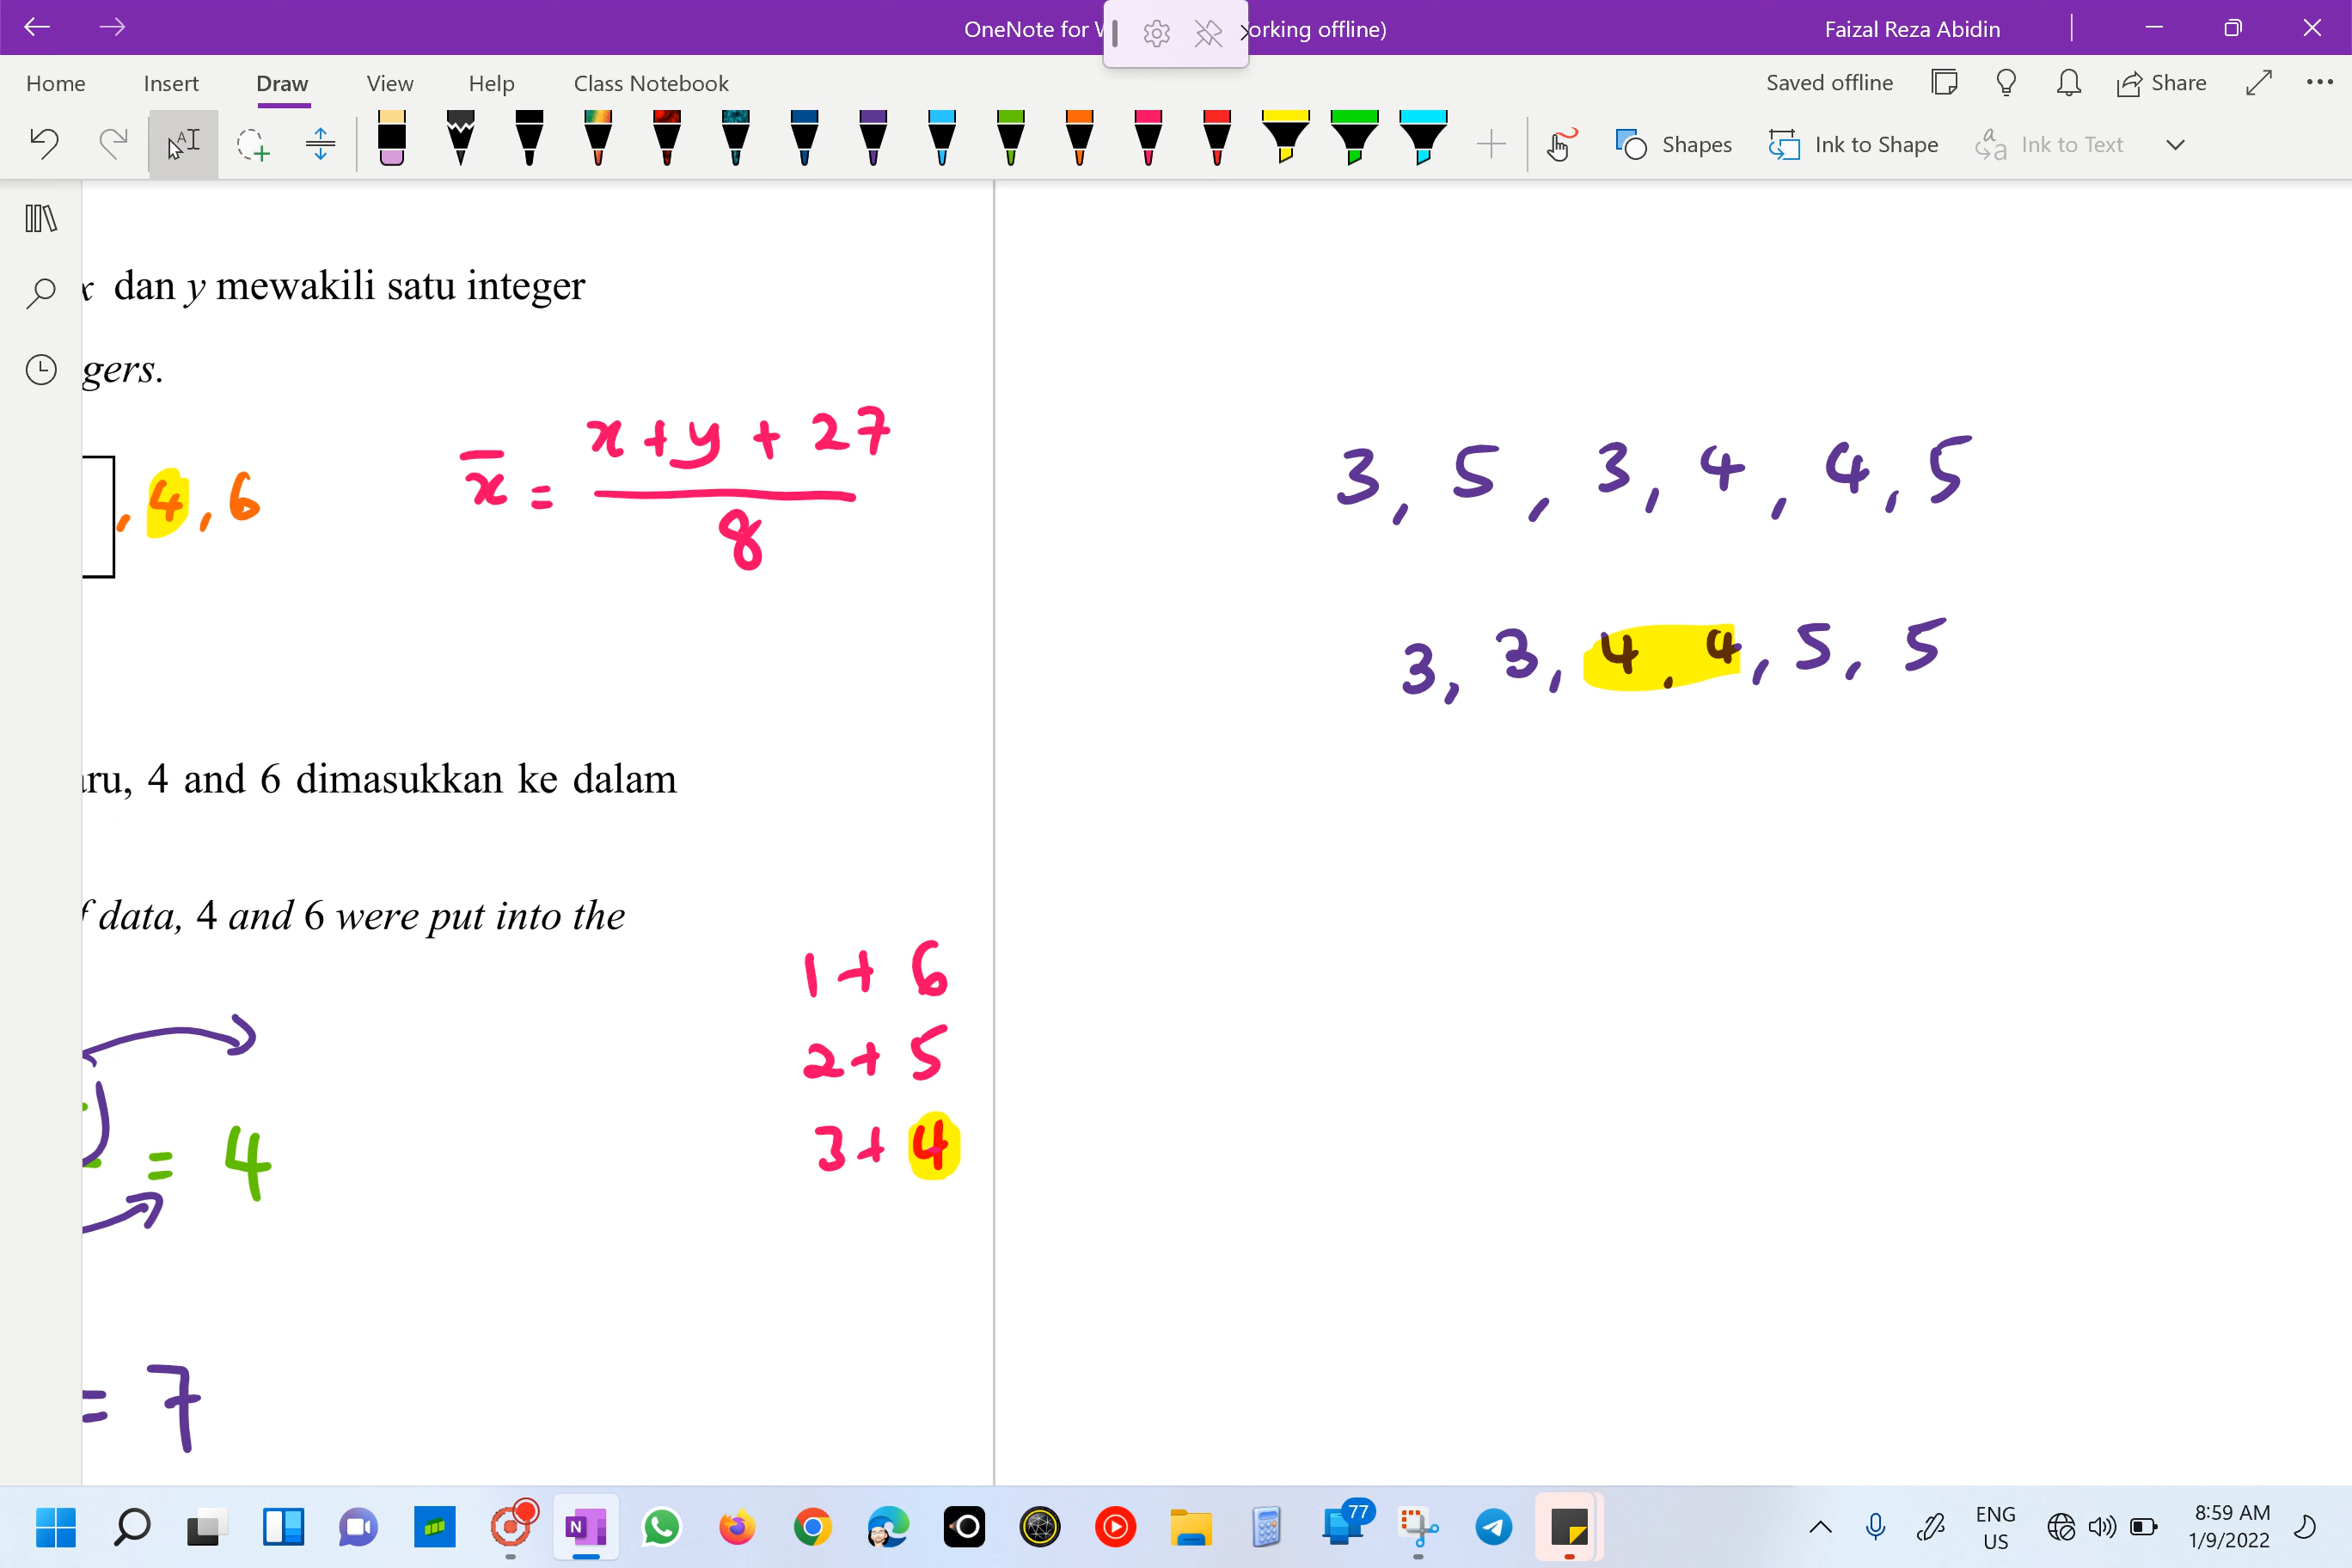 OneNote for W
orking offline)
Faizal Reza Abidin
Home Insert Draw View Help Class Notebook
Saved offline Share
Shapes Ink to Shape Ink to Text
x dan y mewakili satu integer
gers.
, 4 , 6
x̄ = x + y + 27
8
ru, 4 and 6 dimasukkan ke dalam
f data, 4 and 6 were put into the
1 + 6
2 + 5
3 + 4
= 4
= 7
3 , 5 , 3 , 4 , 4 , 5
3 , 3 , 4 , 4 , 5 , 5
77
ENG
US
8:59 AM
1/9/2022